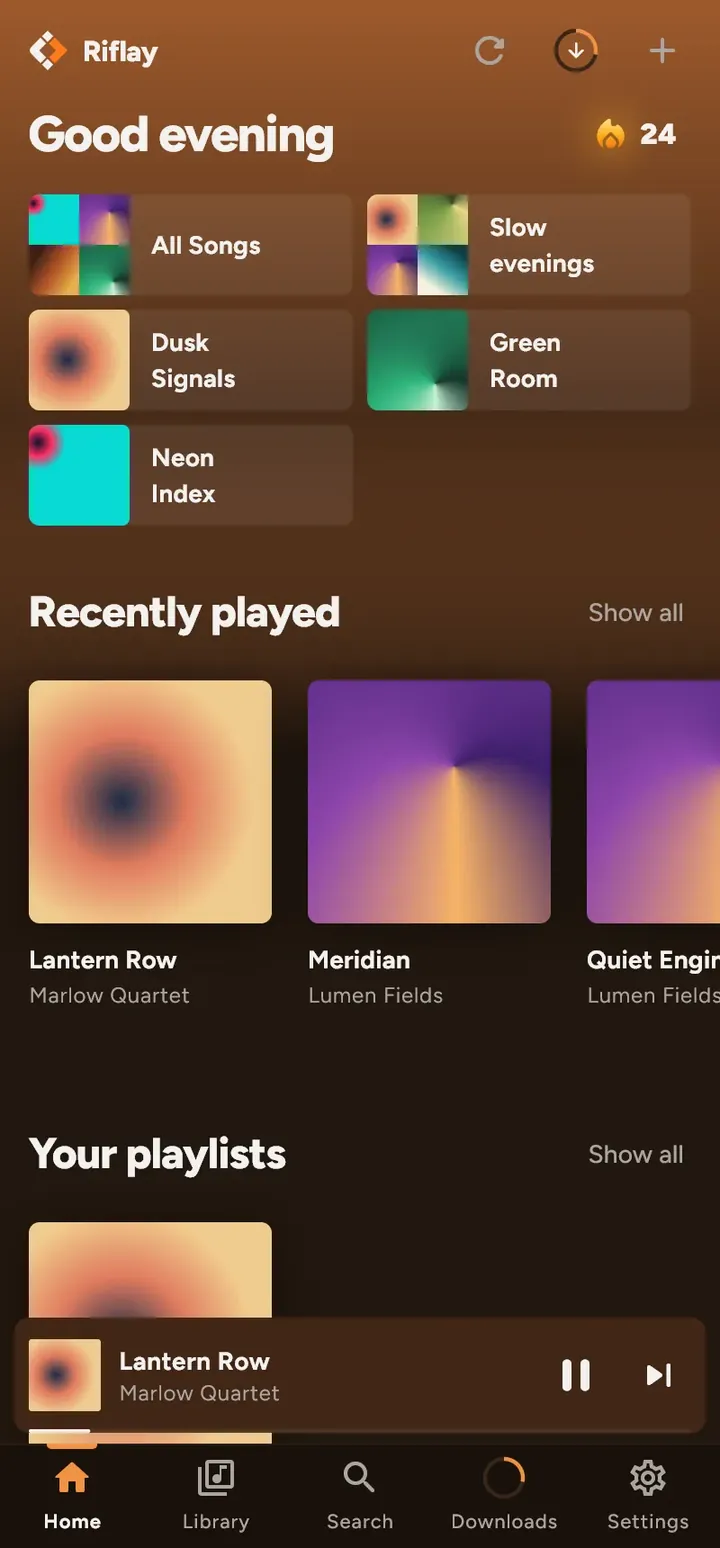 Riflay
Good evening
24
All Songs
Slow
evenings
Dusk
Signals
Green
Room
Neon
Index
Recently played
Show all
Lantern Row
Marlow Quartet
Meridian
Lumen Fields
Quiet Engin
Lumen Fields
Your playlists
Show all
Lantern Row
Marlow Quartet
Home
Library
Search
Downloads
Settings